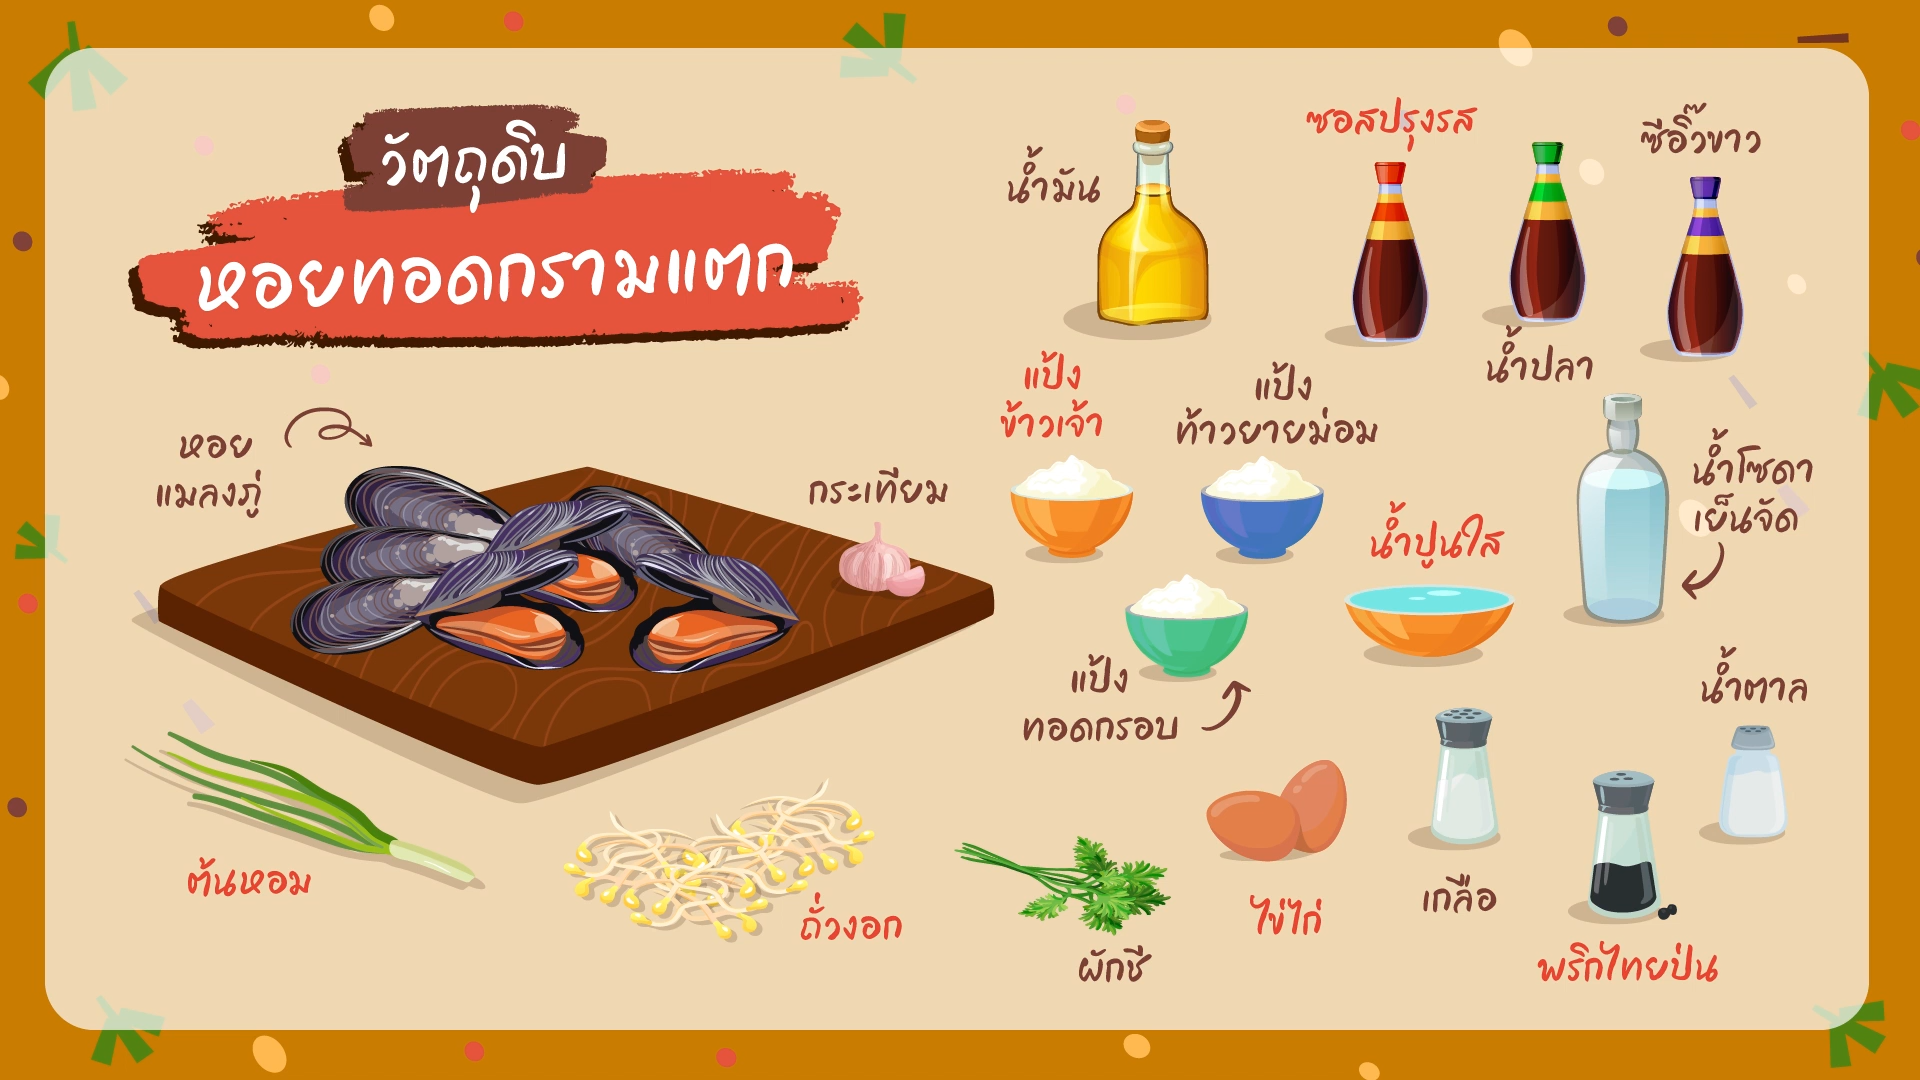 วัตถุดิบ
หอยทอดกรามแตก
น้ำมัน
ซอสปรุงรส
ซีอิ๊วขาว
น้ำปลา
แป้ง
ข้าวเจ้า
แป้ง
ท้าวยายม่อม
หอย
แมลงภู่
กระเทียม
น้ำโซดา
เย็นจัด
น้ำปูนใส
แป้ง
ทอดกรอบ
น้ำตาล
ต้นหอม
ถั่วงอก
ผักชี
ไข่ไก่
เกลือ
พริกไทยป่น